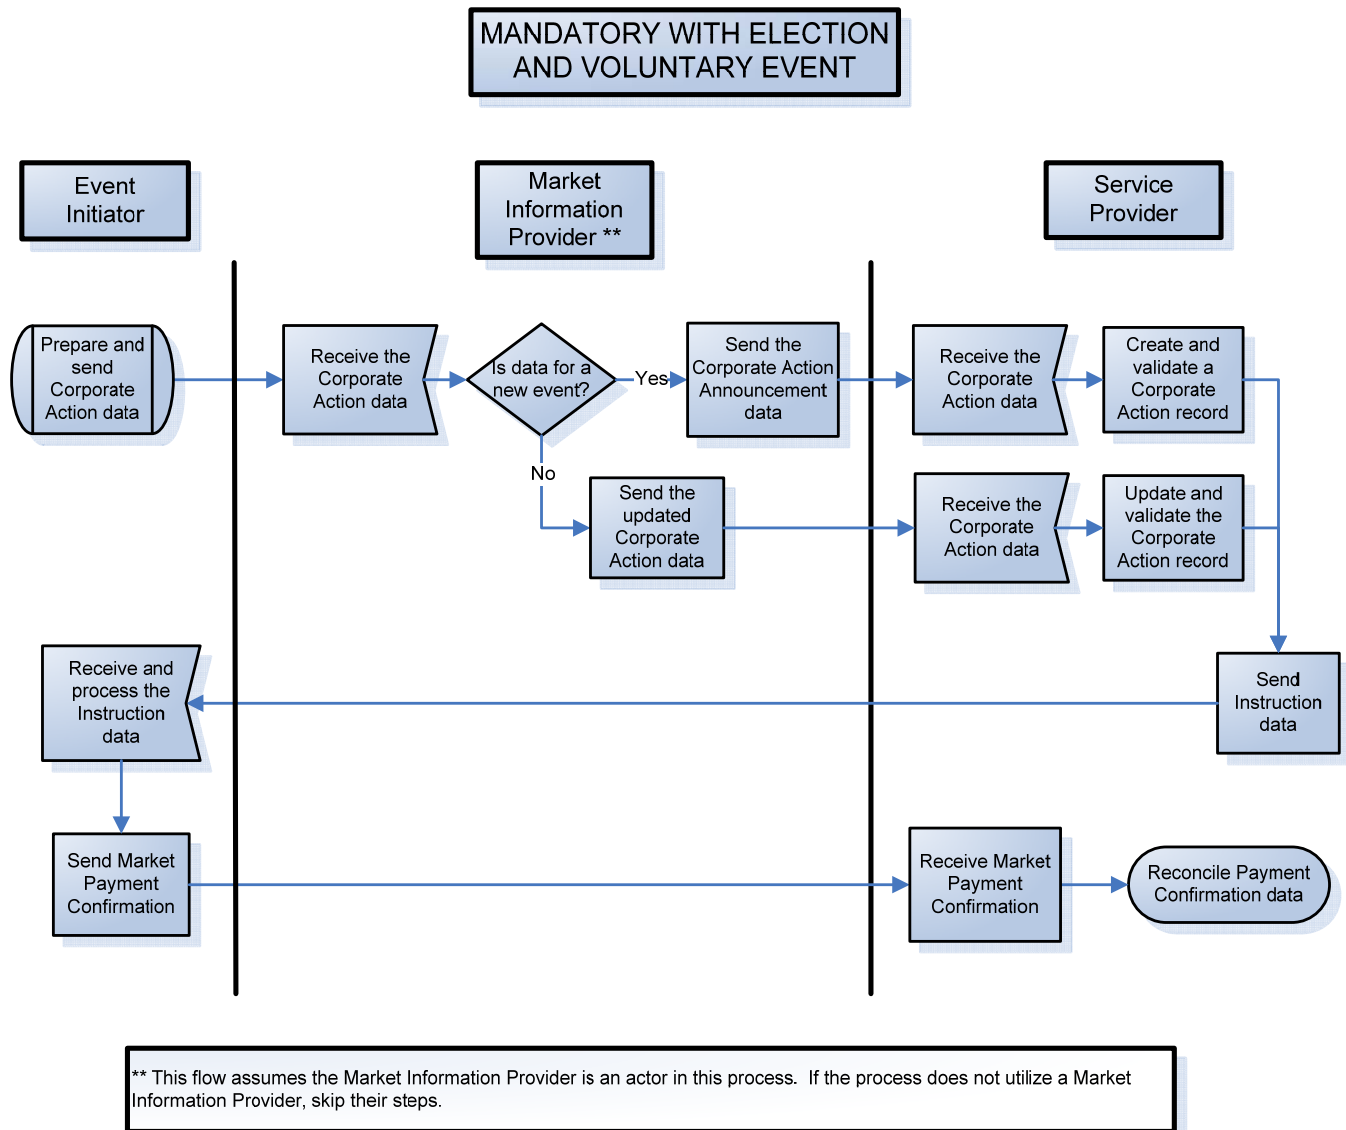 MANDATORY WITH ELECTION
AND VOLUNTARY EVENT
Event
Initiator
Market
Information
Provider **
Service
Provider
Prepare and
send
Corporate
Action data
Receive the
Corporate
Action data
Is data for a
new event?
Yes
Send the
Corporate Action
Announcement
data
Receive the
Corporate
Action data
Create and
validate a
Corporate
Action record
No
Send the
updated
Corporate
Action data
Receive the
Corporate
Action data
Update and
validate the
Corporate
Action record
Receive and
process the
Instruction
data
Send
Instruction
data
Send Market
Payment
Confirmation
Receive Market
Payment
Confirmation
Reconcile Payment
Confirmation data
** This flow assumes the Market Information Provider is an actor in this process.  If the process does not utilize a Market
Information Provider, skip their steps.